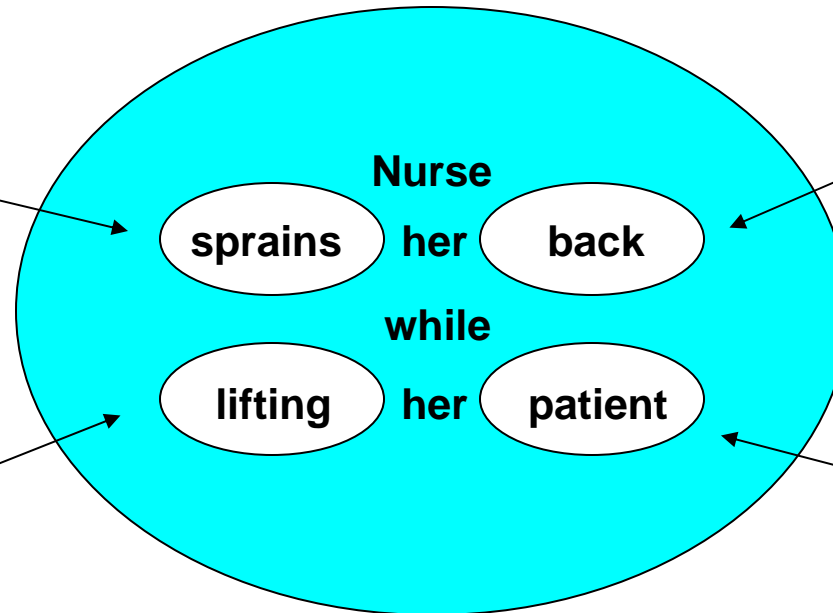 Nurse
sprains her back
while
lifting her patient